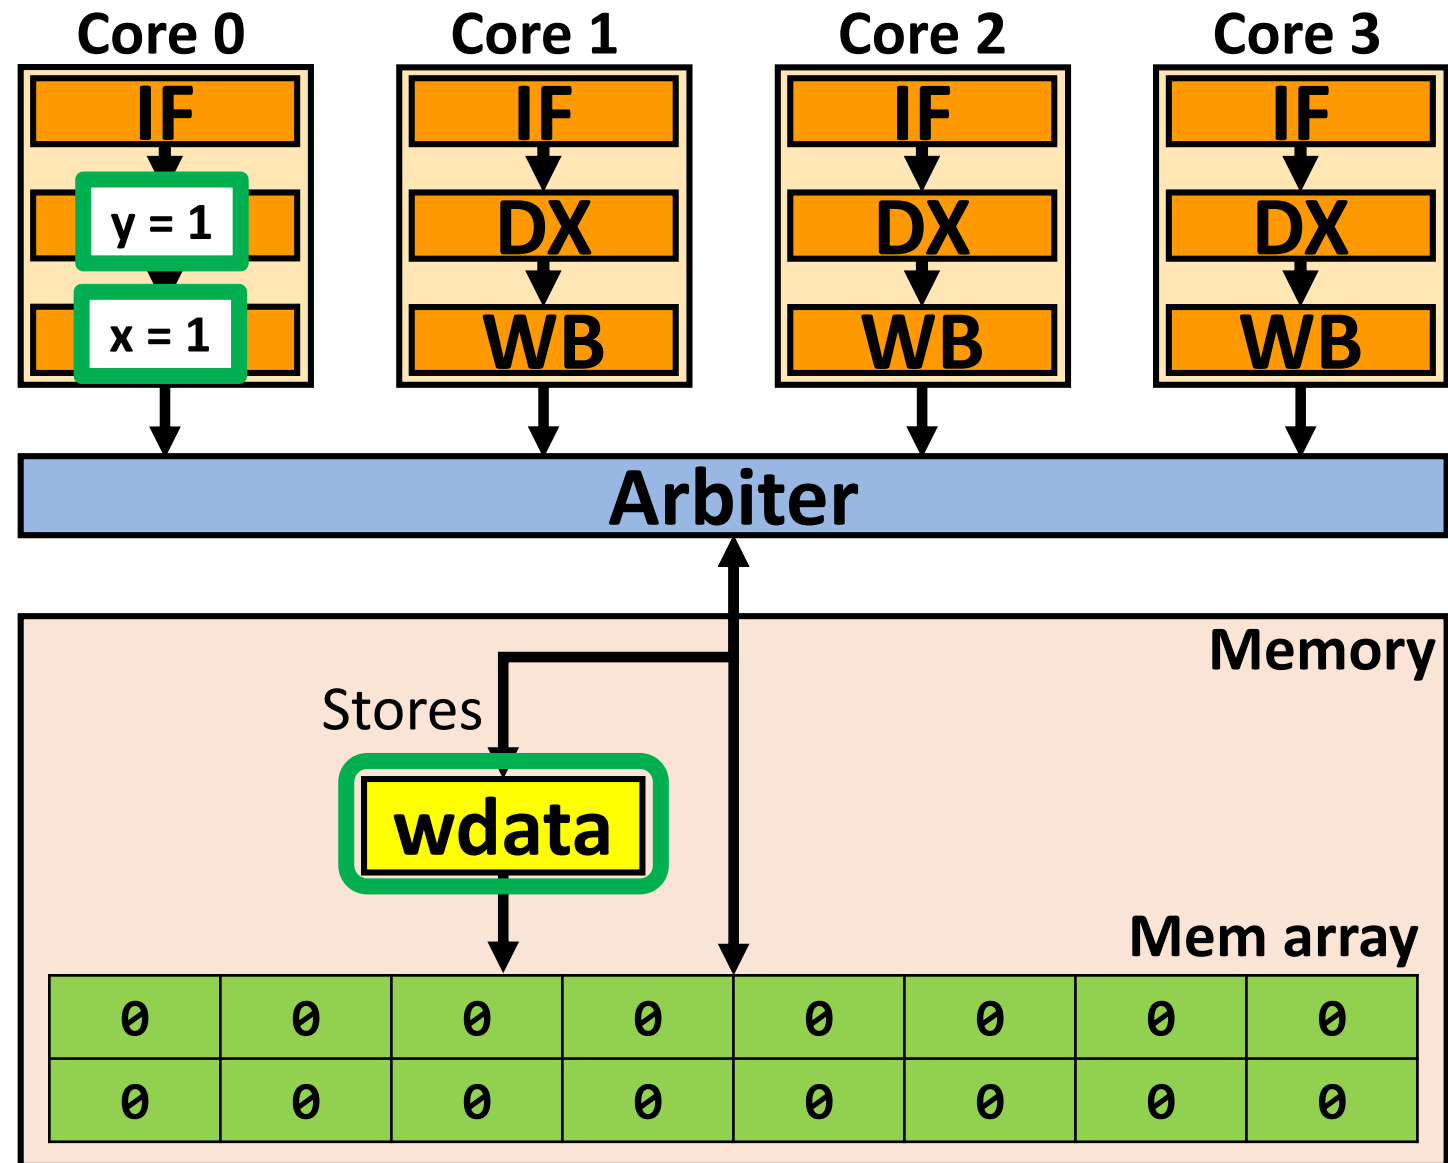 Core 0 Core 1 Core 2 Core 3
IF IF IF IF
y = 1 DX DX DX
x = 1 WB WB WB
Arbiter
Memory
Stores
wdata
Mem array
0 0 0 0 0 0 0 0
0 0 0 0 0 0 0 0